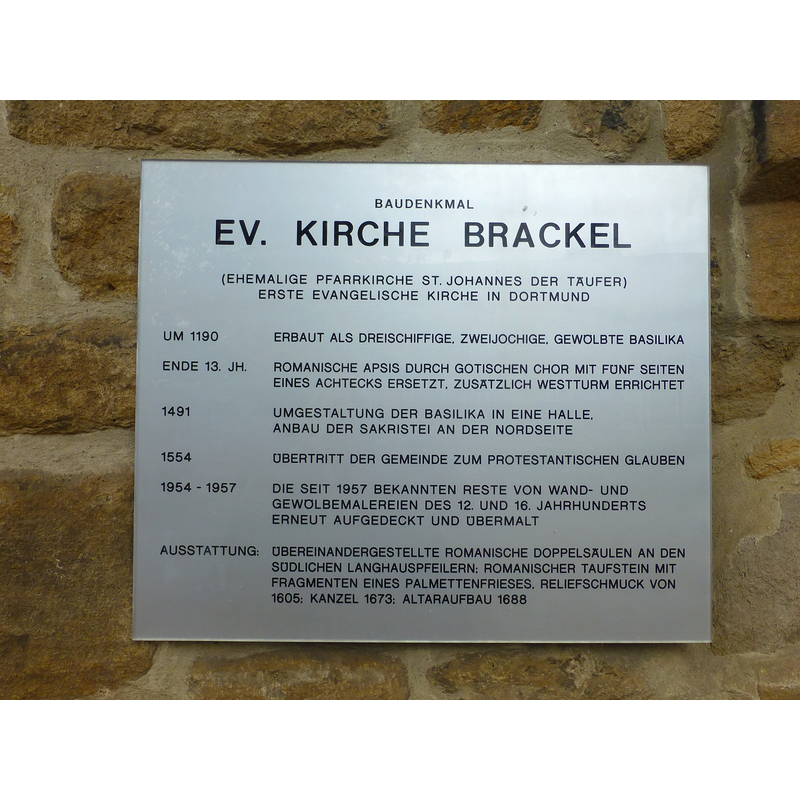 BAUDENKMAL
EV. KIRCHE BRACKEL
(EHEMALIGE PFARRKIRCHE ST. JOHANNES DER TÄUFER)
ERSTE EVANGELISCHE KIRCHE IN DORTMUND
UM 1190 ERBAUT ALS DREISCHIFFIGE, ZWEIJOCHIGE, GEWÖLBTE BASILIKA
ENDE 13. JH. ROMANISCHE APSIS DURCH GOTISCHEN CHOR MIT FÜNF SEITEN
EINES ACHTECKS ERSETZT, ZUSÄTZLICH WESTTURM ERRICHTET
1491 UMGESTALTUNG DER BASILIKA IN EINE HALLE,
ANBAU DER SAKRISTEI AN DER NORDSEITE
1554 ÜBERTRITT DER GEMEINDE ZUM PROTESTANTISCHEN GLAUBEN
1954 - 1957 DIE SEIT 1957 BEKANNTEN RESTE VON WAND- UND
GEWÖLBEMALEREIEN DES 12. UND 16. JAHRHUNDERTS
ERNEUT AUFGEDECKT UND ÜBERMALT
AUSSTATTUNG: ÜBEREINANDERGESTELLTE ROMANISCHE DOPPELSÄULEN AN DEN
SÜDLICHEN LANGHAUSPFEILERN; ROMANISCHER TAUFSTEIN MIT
FRAGMENTEN EINES PALMETTENFRIESES, RELIEFSCHMUCK VON
1605; KANZEL 1673; ALTARAUFBAU 1688